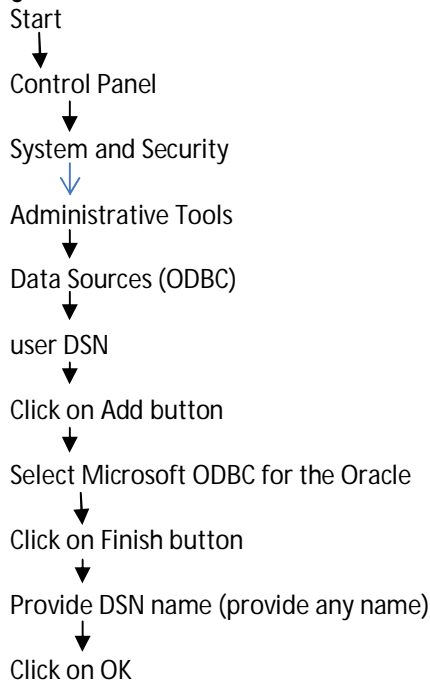 Start
Control Panel
System and Security
Administrative Tools
Data Sources (ODBC)
user DSN
Click on Add button
Select Microsoft ODBC for the Oracle
Click on Finish button
Provide DSN name (provide any name)
Click on OK